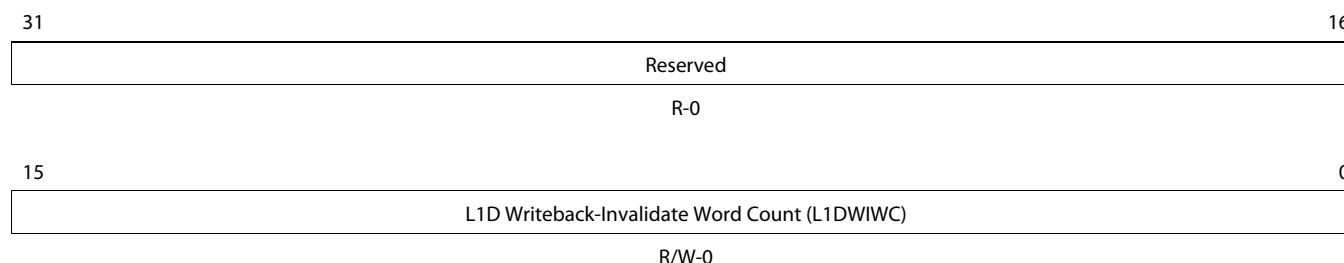 31 16
Reserved
R-0
15 0
L1D Writeback-Invalidate Word Count (L1DWIWC)
R/W-0